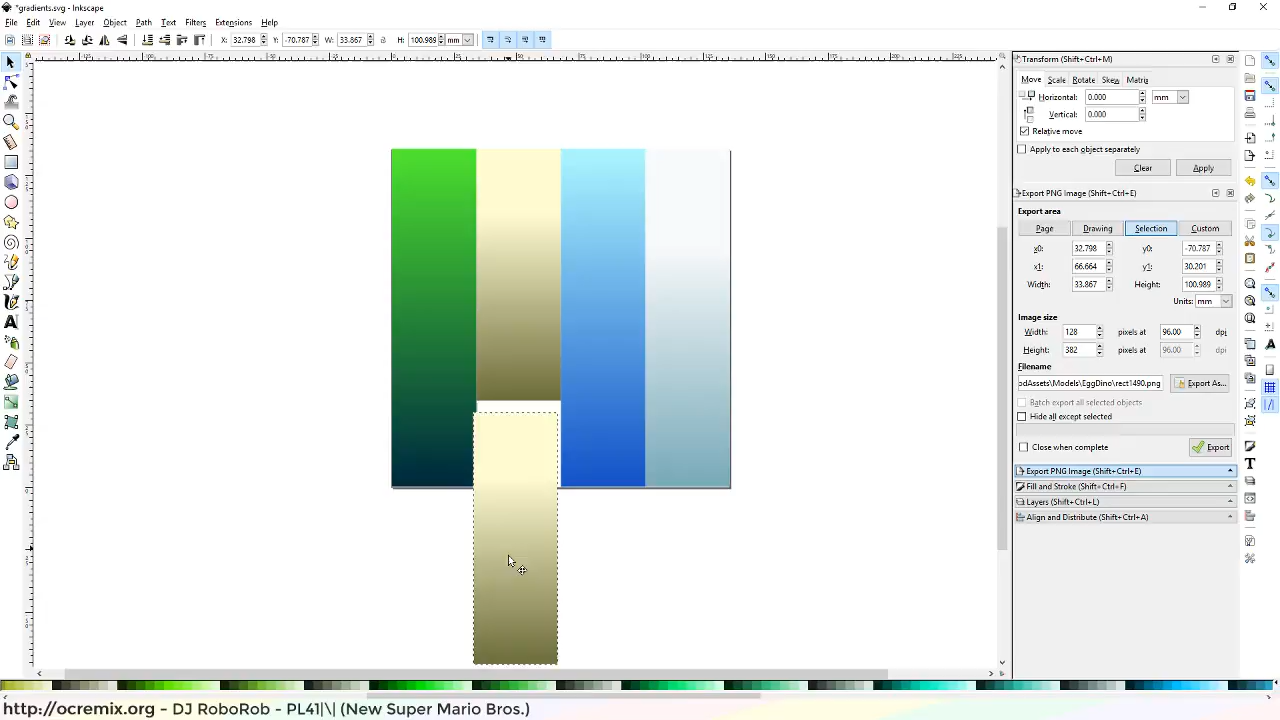 *gradients.svg - Inkscape
File Edit View Layer Object Path Text Filters Extensions Help
X: 32.798 Y: -70.787 W: 33.867 H: 100.989 mm
Transform (Shift+Ctrl+M)
Move Scale Rotate Skew Matrix
Horizontal: 0.000 mm
Vertical: 0.000
Relative move
Apply to each object separately
Clear Apply
Export PNG Image (Shift+Ctrl+E)
Export area
Page Drawing Selection Custom
x0: 32.798 y0: -70.787
x1: 66.664 y1: 30.201
Width: 33.867 Height: 100.989
Units: mm
Image size
Width: 128 pixels at 96.00 dpi
Height: 382 pixels at 96.00 dpi
Filename
odAssets\Models\EggDino\rect1490.png Export As...
Batch export all selected objects
Hide all except selected
Close when complete Export
Export PNG Image (Shift+Ctrl+E)
Fill and Stroke (Shift+Ctrl+F)
Layers (Shift+Ctrl+L)
Align and Distribute (Shift+Ctrl+A)
http://ocremix.org - DJ RoboRob - PL41|\| (New Super Mario Bros.)